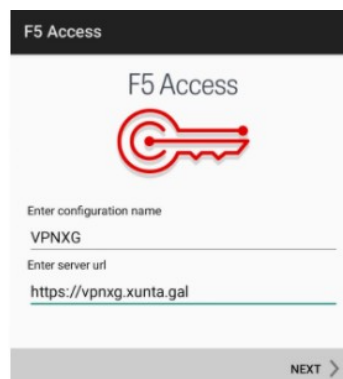 F5 Access
F5 Access
Enter configuration name
VPNXG
Enter server url
https://vpnxg.xunta.gal
NEXT